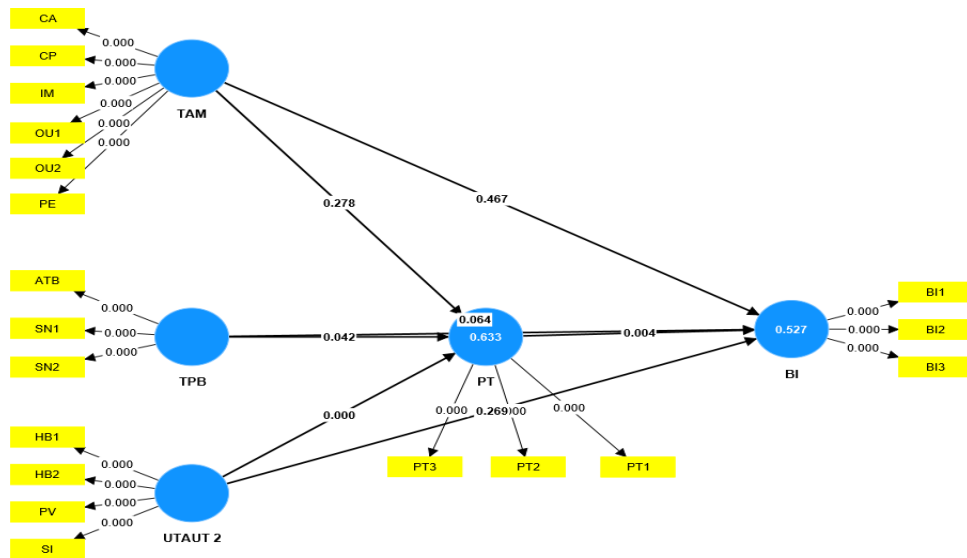 CA
0.000
CP
0.000
IM
0.000
0.000
OU1
0.000
OU2
0.000
PE
TAM
0.278
0.467
ATB
0.000
SN1
0.000
SN2
0.000
TPB
0.042
0.064
0.633
PT
0.004
0.527
BI
0.000
BI1
0.000
BI2
0.000
BI3
HB1
0.000
HB2
0.000
PV
0.000
SI
0.000
UTAUT 2
0.000
0.269
0.000
0.000
PT3
PT2
PT1